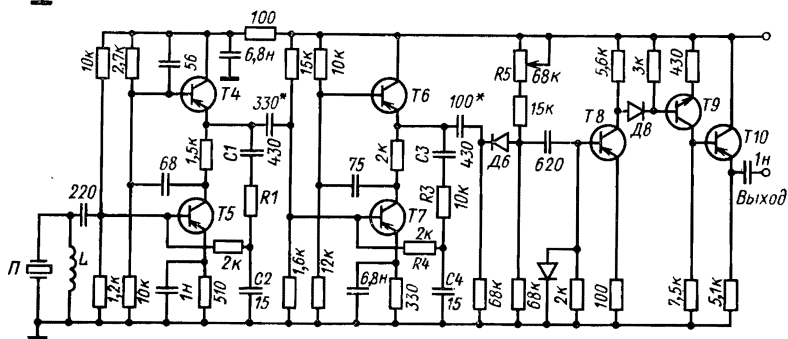 100
10к
2,7к
56
6,8н
15к
10к
R5
68к
5,6к
3к
430
Т4
330*
Т6
100*
15к
Т8
Д8
Т9
Т10
1,5к
С1
430
2к
С3
430
Д6
620
1н
Выход
68
75
220
Т5
R1
Т7
R3
10к
П
L
2к
2к
R4
1,2к
10к
1н
510
С2
15
1,6к
12к
6,8н
330
С4
15
68к
68к
2к
100
7,5к
5,1к